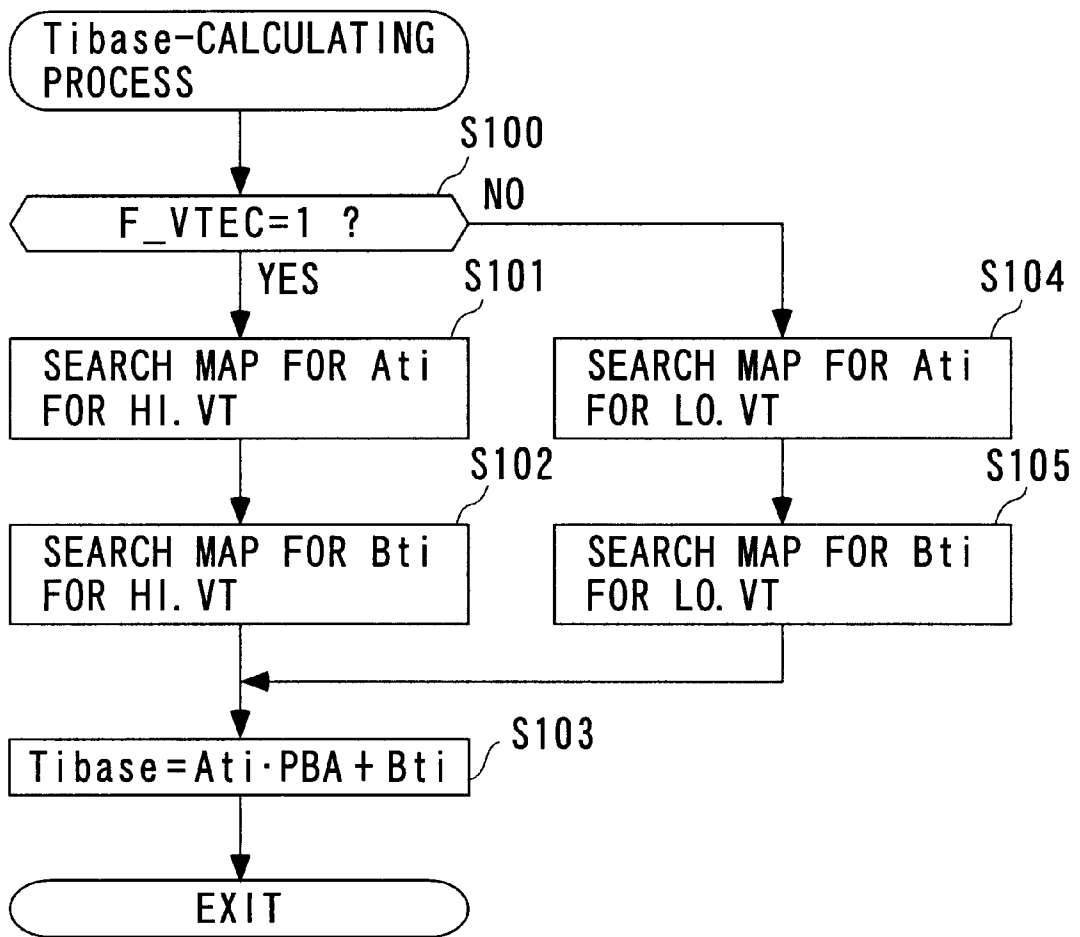 Tibase-CALCULATING
PROCESS
S100
F_VTEC=1 ?
NO
YES
S101
SEARCH MAP FOR Ati
FOR HI.VT
S104
SEARCH MAP FOR Ati
FOR LO.VT
S102
SEARCH MAP FOR Bti
FOR HI.VT
S105
SEARCH MAP FOR Bti
FOR LO.VT
S103
Tibase=Ati·PBA+Bti
EXIT